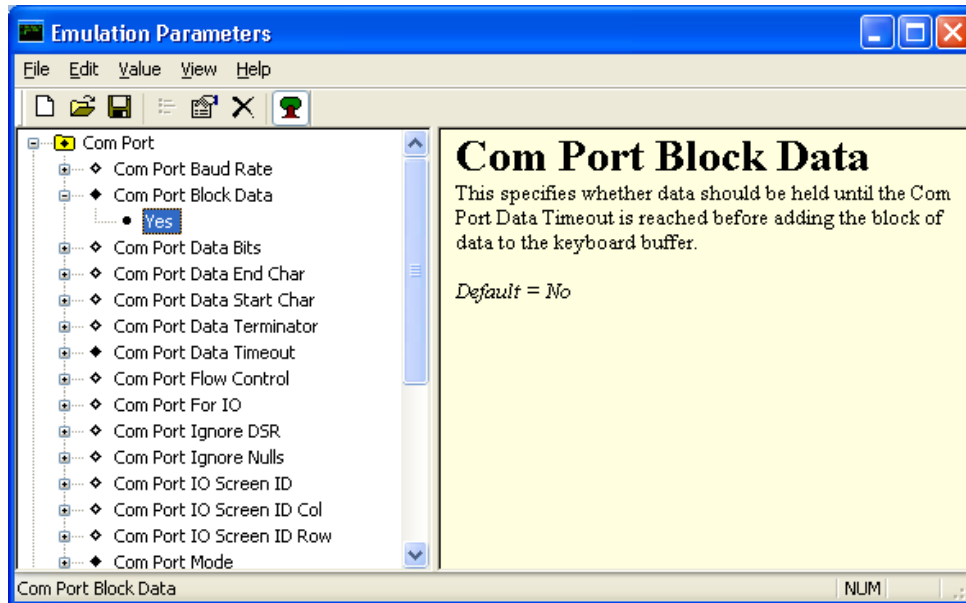 Emulation Parameters
File Edit Value View Help
Com Port
Com Port Baud Rate
Com Port Block Data
Yes
Com Port Data Bits
Com Port Data End Char
Com Port Data Start Char
Com Port Data Terminator
Com Port Data Timeout
Com Port Flow Control
Com Port For IO
Com Port Ignore DSR
Com Port Ignore Nulls
Com Port IO Screen ID
Com Port IO Screen ID Col
Com Port IO Screen ID Row
Com Port Mode
Com Port Block Data
This specifies whether data should be held until the Com
Port Data Timeout is reached before adding the block of
data to the keyboard buffer.
Default = No
Com Port Block Data
NUM